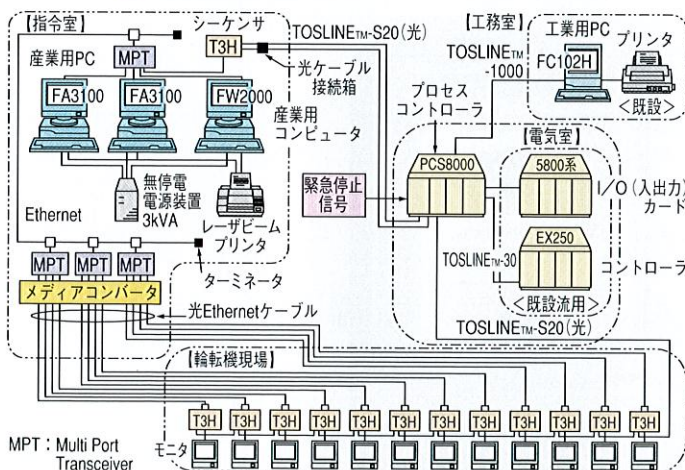 【指令室】
シーケンサ
T3H
TOSLINE™-S20(光)
光ケーブル
接続箱
産業用PC
MPT
FA3100
FA3100
FW2000
産業用
コンピュータ
無停電
電源装置
3kVA
レーザビーム
プリンタ
Ethernet
ターミネータ
MPT
MPT
MPT
メディアコンバータ
光Ethernetケーブル
【工務室】
工業用PC
プリンタ
TOSLINE™
-1000
FC102H
<既設>
プロセス
コントローラ
【電気室】
PCS8000
5800系
I/O(入出力)
カード
緊急停止
信号
TOSLINE™-30
EX250
コントローラ
<既設流用>
TOSLINE™-S20(光)
【輪転機現場】
T3H
T3H
T3H
T3H
T3H
T3H
T3H
T3H
T3H
T3H
T3H
T3H
モニタ
MPT：Multi Port
Transceiver